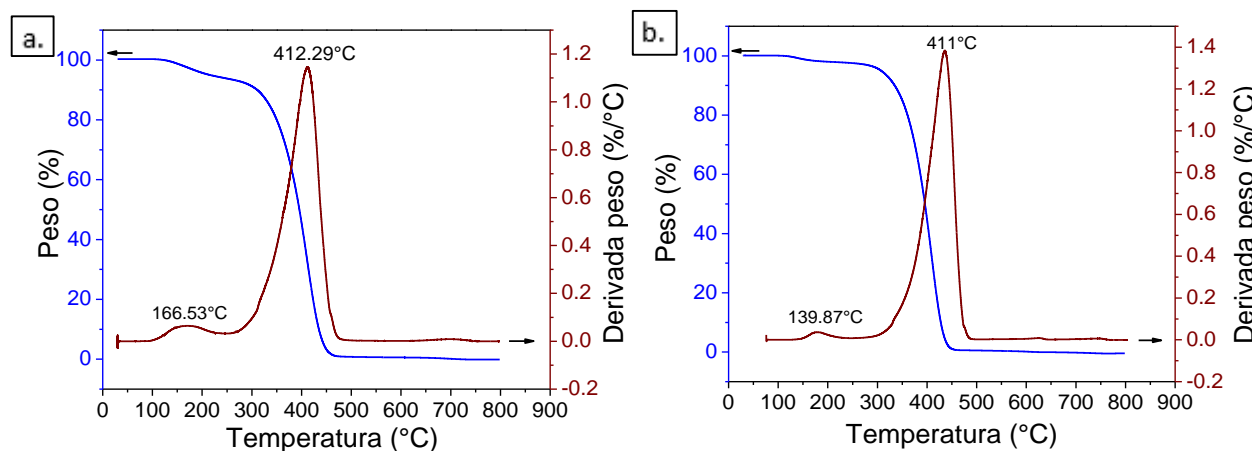 a.
412.29°C
166.53°C
Peso (%)
100
80
60
40
20
0
Derivada peso (%/°C)
1.2
1.0
0.8
0.6
0.4
0.2
0.0
-0.2
0 100 200 300 400 500 600 700 800 900
Temperatura (°C)
b.
411°C
139.87°C
Peso (%)
100
80
60
40
20
0
Derivada peso (%/°C)
1.4
1.2
1.0
0.8
0.6
0.4
0.2
0.0
-0.2
0 100 200 300 400 500 600 700 800 900
Temperatura (°C)